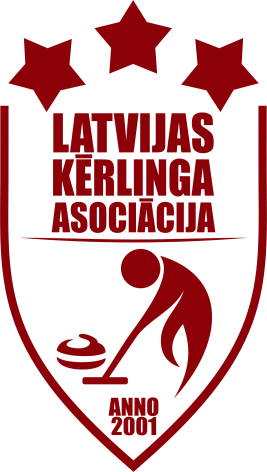 LATVIJAS
KĒRLINGA
ASOCIĀCIJA
ANNO
2001